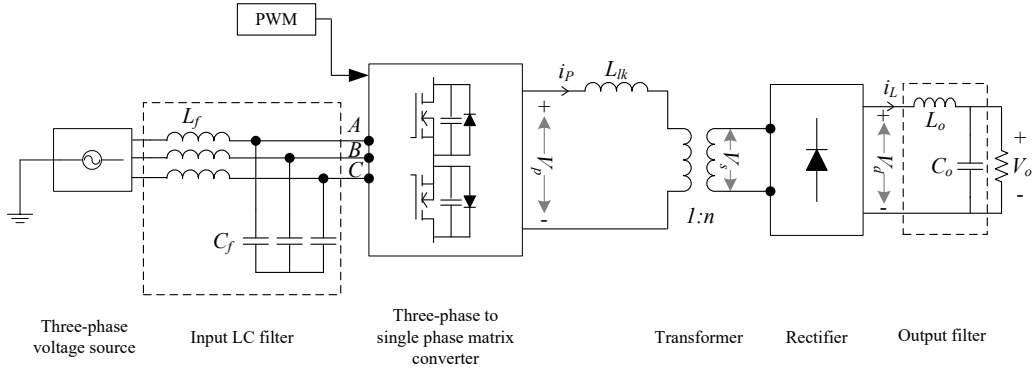 PWM
L_f
A
B
C
C_f
i_P
L_lk
+
V_p
-
V_s
1:n
i_L
+
V_d
-
L_o
C_o
+
V_o
-
Three-phase
voltage source
Input LC filter
Three-phase to
single phase matrix
converter
Transformer
Rectifier
Output filter